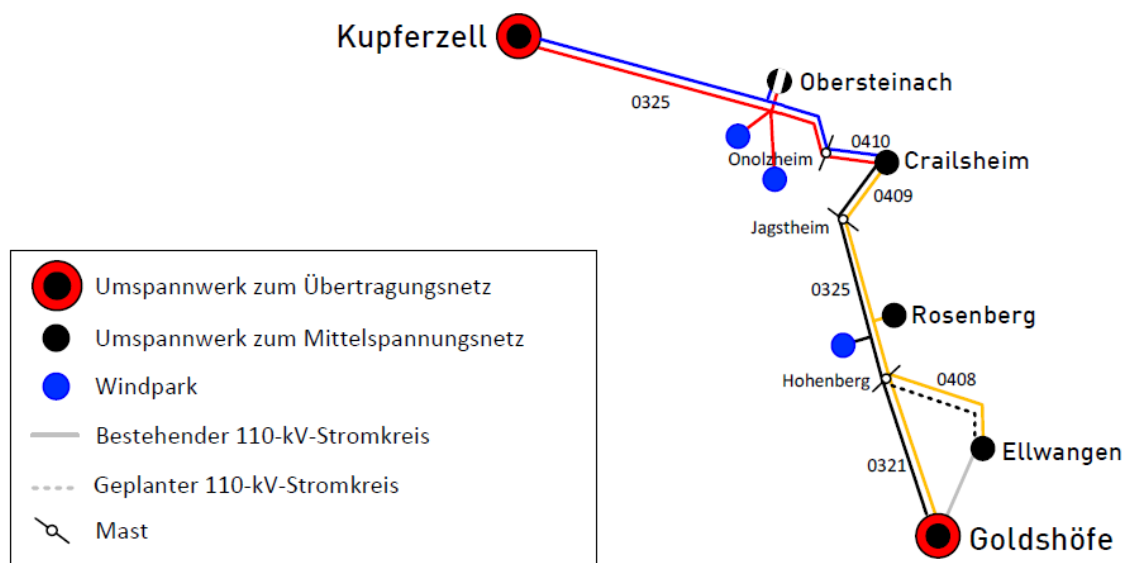 Kupferzell
Obersteinach
0325
0410
Onolzheim
Crailsheim
0409
Jagstheim
0325
Rosenberg
Hohenberg
0408
Ellwangen
0321
Goldshöfe
Umspannwerk zum Übertragungsnetz
Umspannwerk zum Mittelspannungsnetz
Windpark
Bestehender 110-kV-Stromkreis
Geplanter 110-kV-Stromkreis
Mast